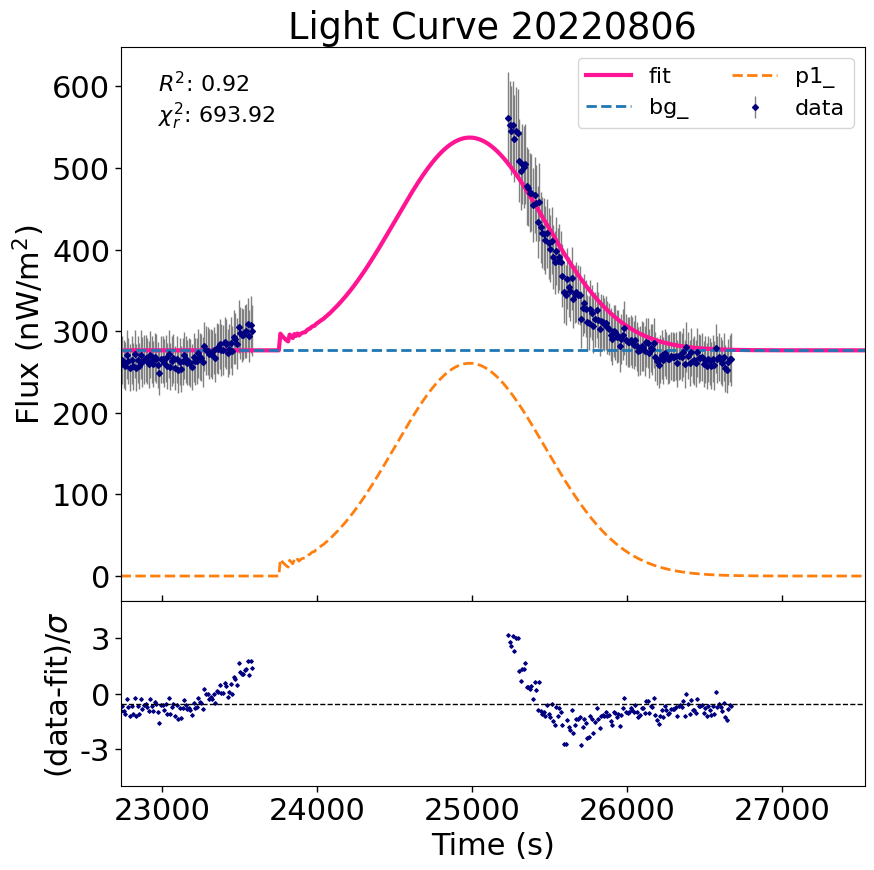 Light Curve 20220806
R²: 0.92
χ²ᵣ: 693.92
fit
bg_
p1_
data
Flux (nW/m²)
600
500
400
300
200
100
0
(data-fit)/σ
3
0
-3
23000 24000 25000 26000 27000
Time (s)